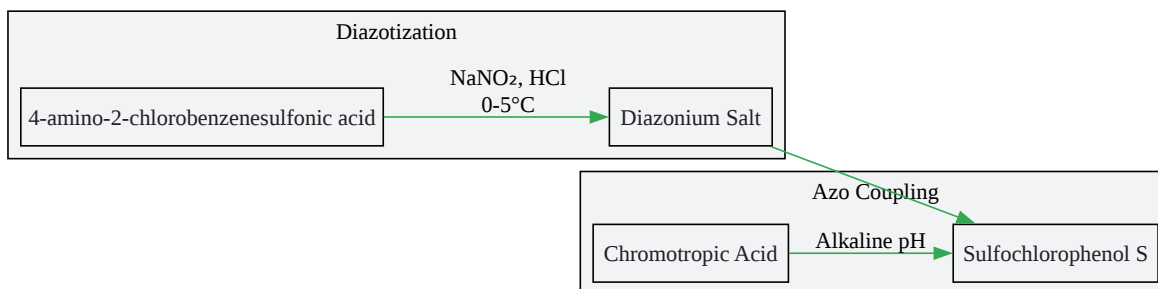 Diazotization
NaNO₂, HCl
0-5°C
4-amino-2-chlorobenzenesulfonic acid
Diazonium Salt
Azo Coupling
Chromotropic Acid
Alkaline pH
Sulfochlorophenol S